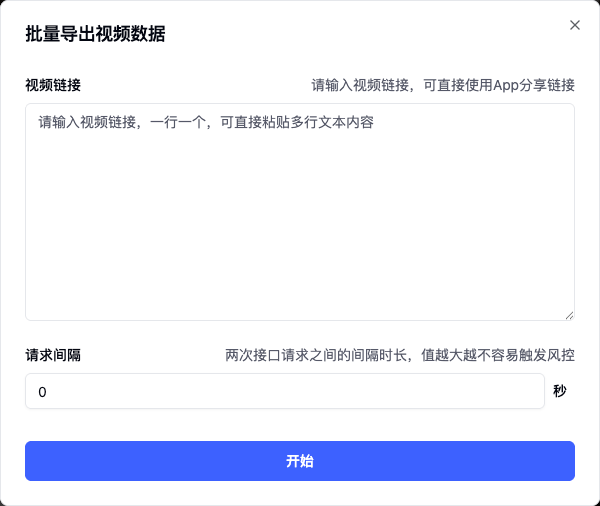 批量导出视频数据
视频链接 请输入视频链接，可直接使用App分享链接
请输入视频链接，一行一个，可直接粘贴多行文本内容
请求间隔 两次接口请求之间的间隔时长，值越大越不容易触发风控
0 秒
开始